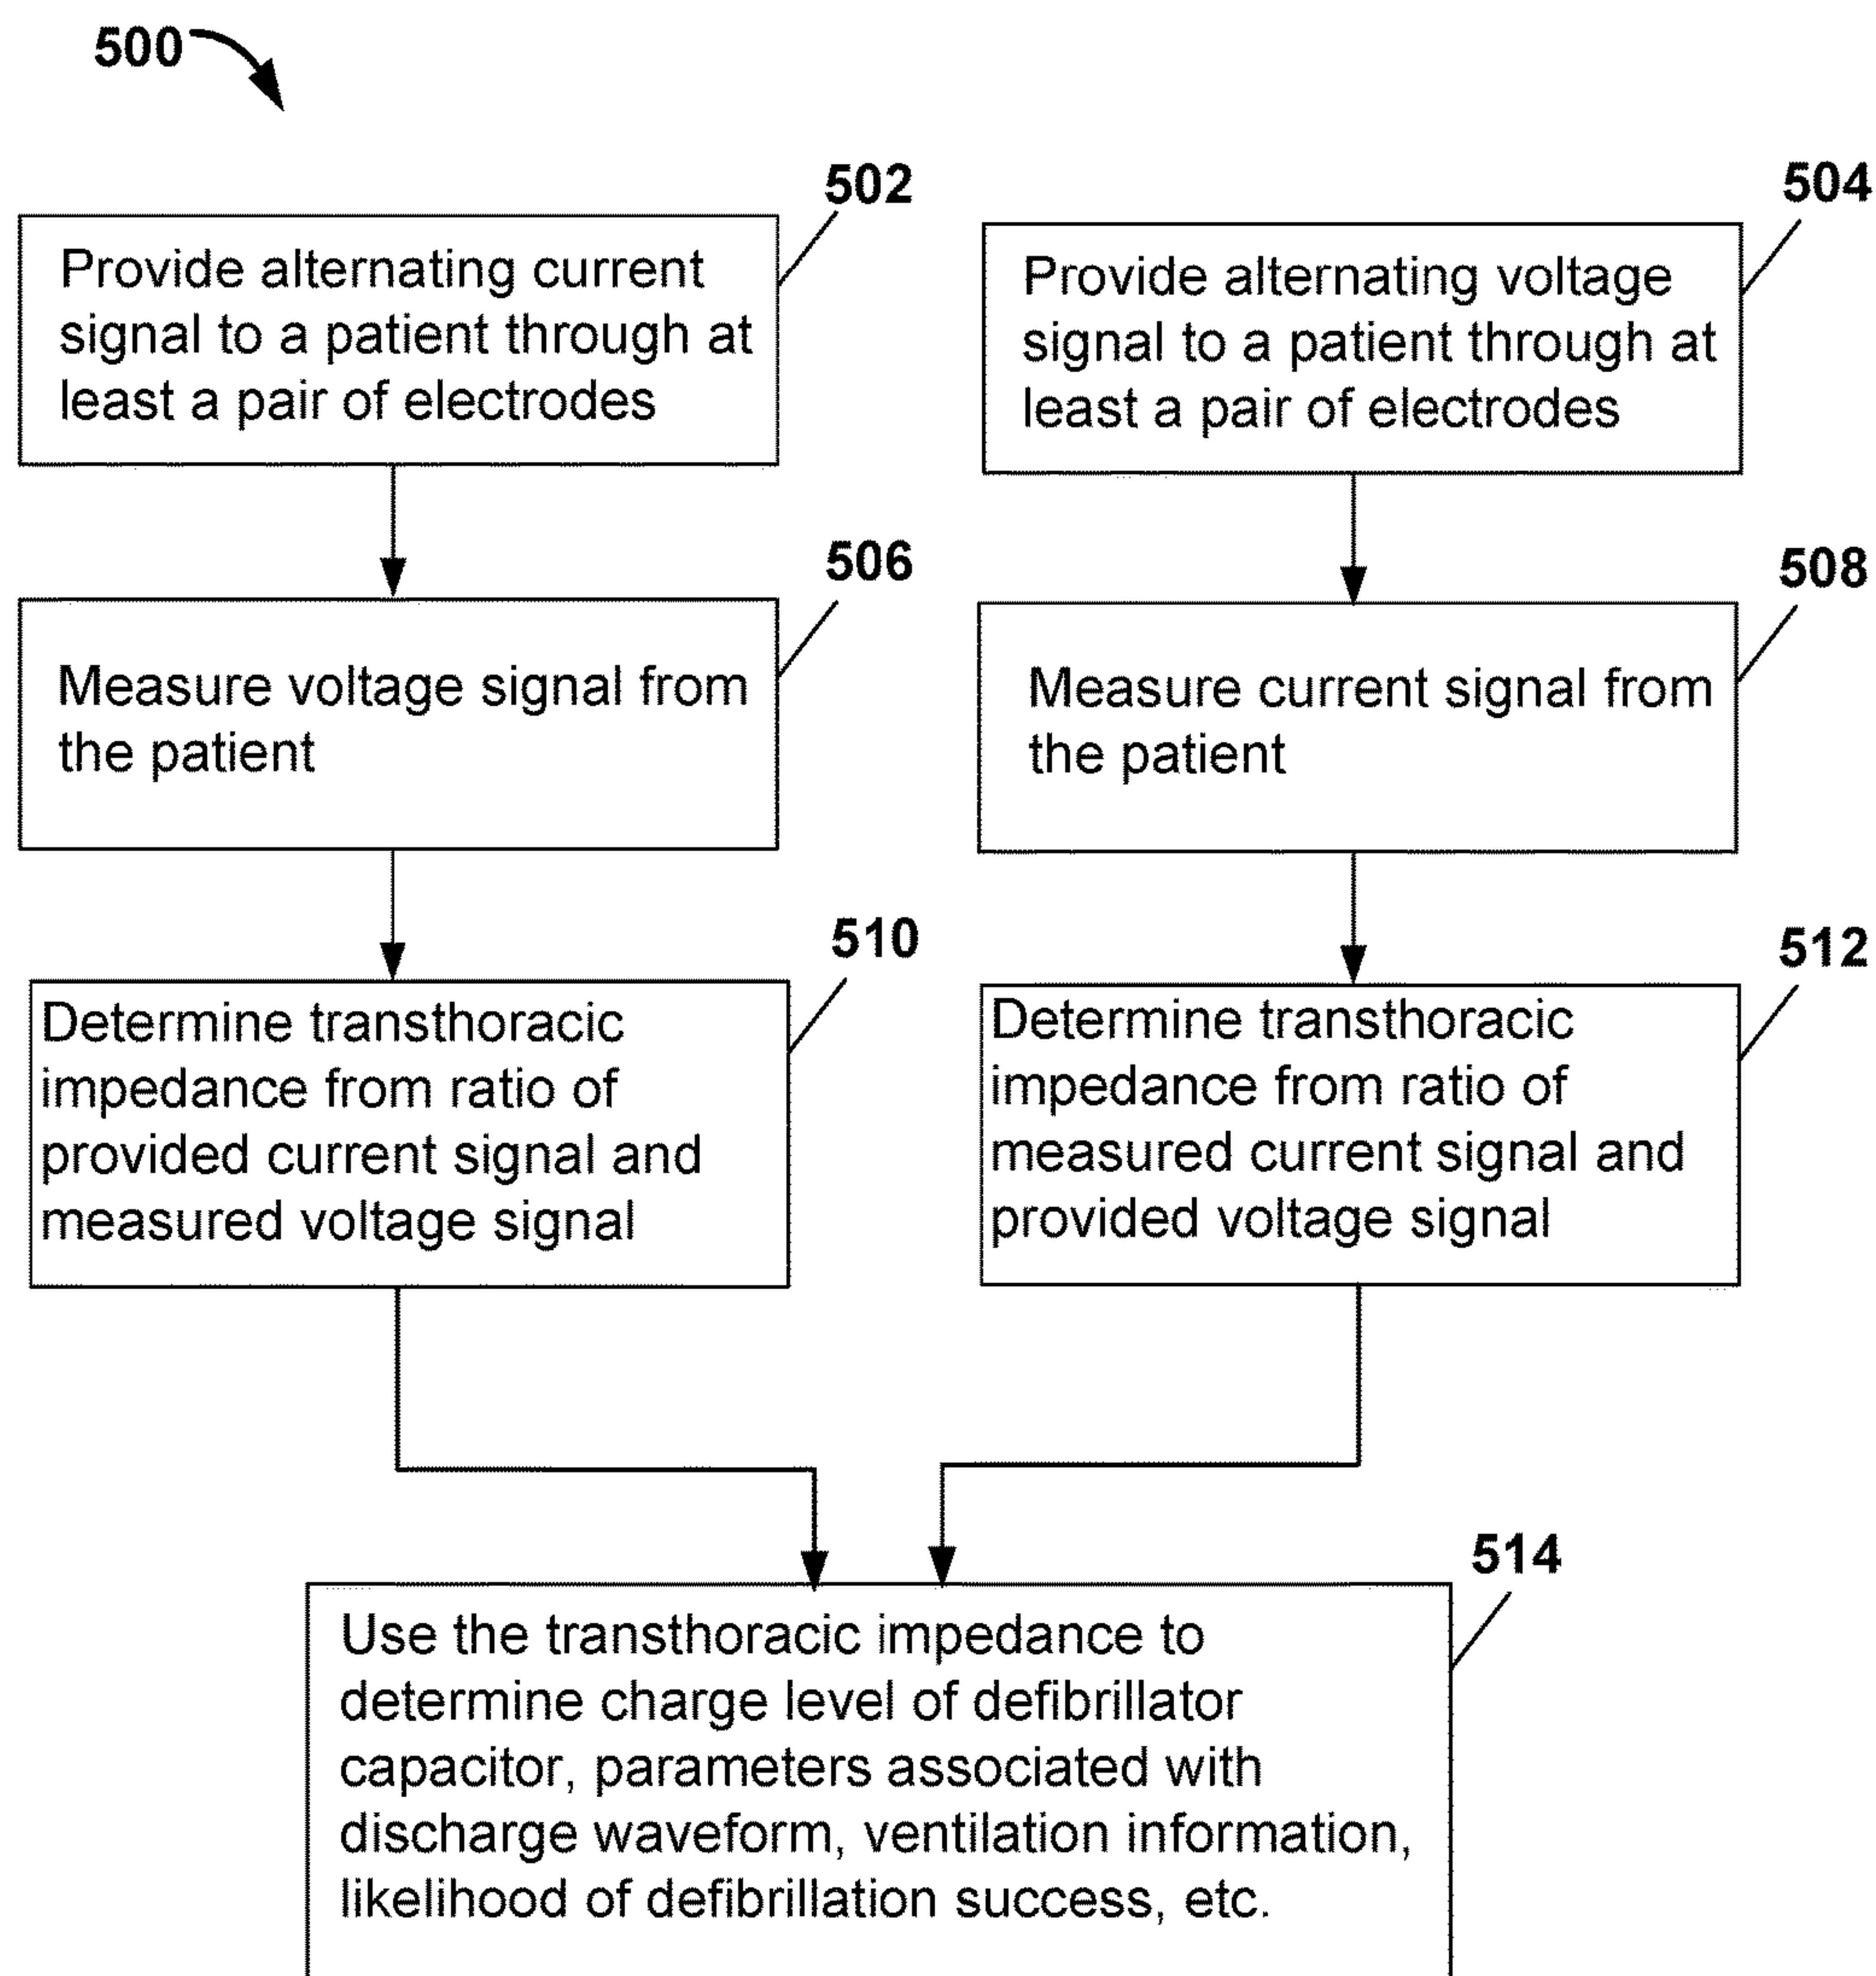 500
502
Provide alternating current
signal to a patient through at
least a pair of electrodes
504
Provide alternating voltage
signal to a patient through at
least a pair of electrodes
506
Measure voltage signal from
the patient
508
Measure current signal from
the patient
510
Determine transthoracic
impedance from ratio of
provided current signal and
measured voltage signal
512
Determine transthoracic
impedance from ratio of
measured current signal and
provided voltage signal
514
Use the transthoracic impedance to
determine charge level of defibrillator
capacitor, parameters associated with
discharge waveform, ventilation information,
likelihood of defibrillation success, etc.